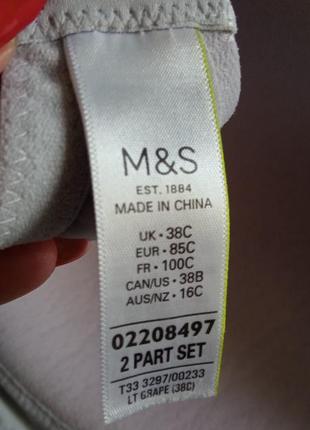 M&S
EST. 1884
MADE IN CHINA
UK • 38C
EUR • 85C
FR • 100C
CAN/US • 38B
AUS/NZ • 16C
02208497
2 PART SET
T33 3297/00233
LT GRAPE (38C)